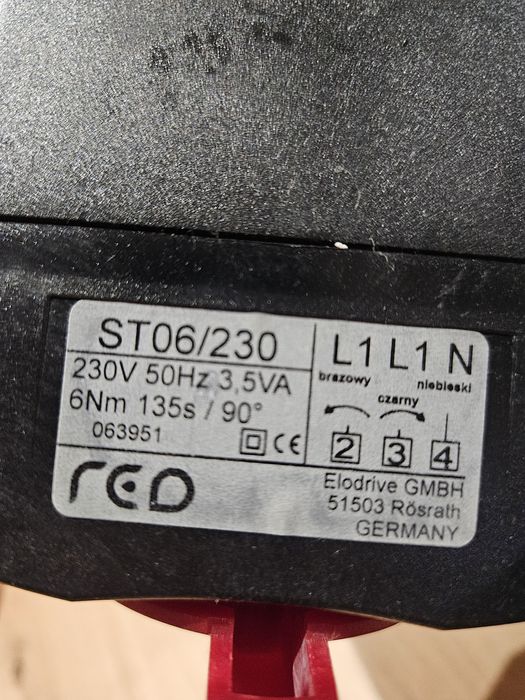 ST06/230
230V 50Hz 3,5VA
6Nm 135s / 90°
063951
CE
reo
L1 L1 N
brazowy niebieski
czarny
2 3 4
Elodrive GMBH
51503 Rösrath
GERMANY